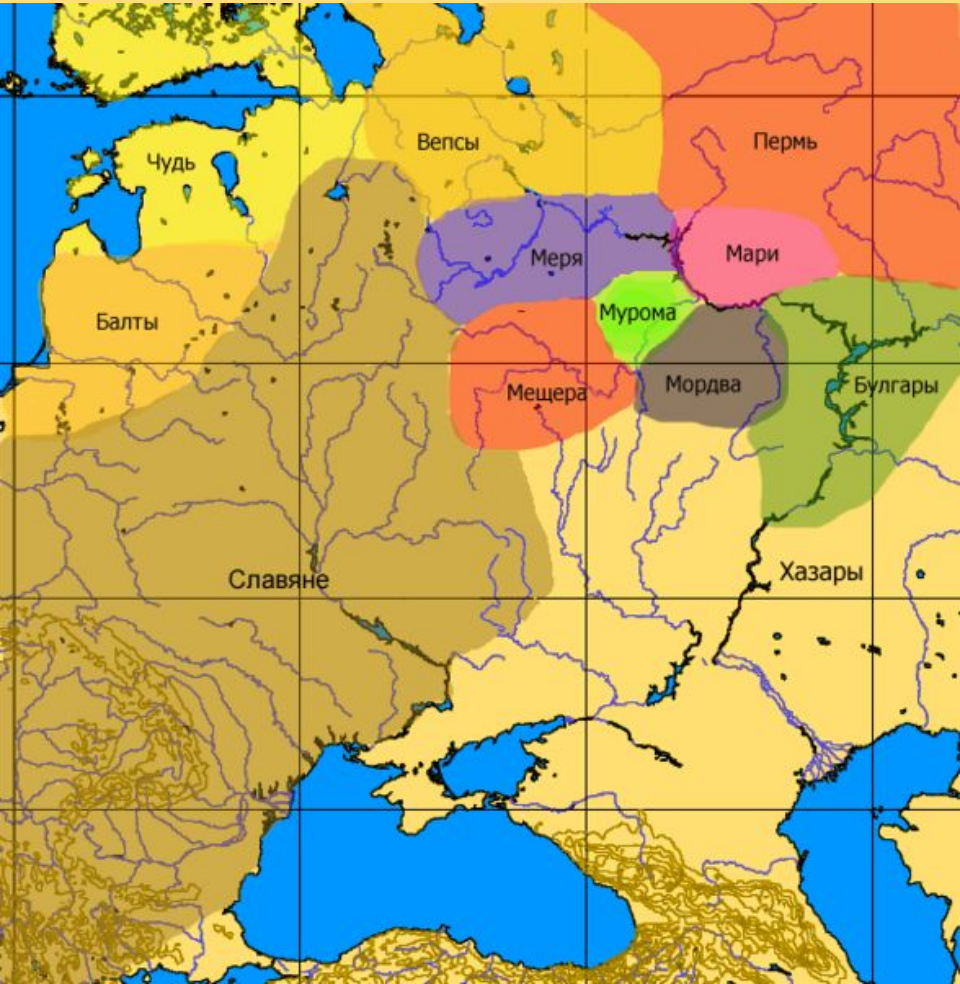 Вепсы
Пермь
Чудь
Меря
Мари
Мурома
Балты
Мещера
Мордва
Булгары
Славяне
Хазары